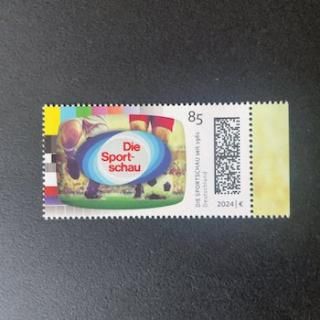 Die
Sport-
schau
85
DIE SPORTSCHAU seit 1961
Deutschland
2024 | €